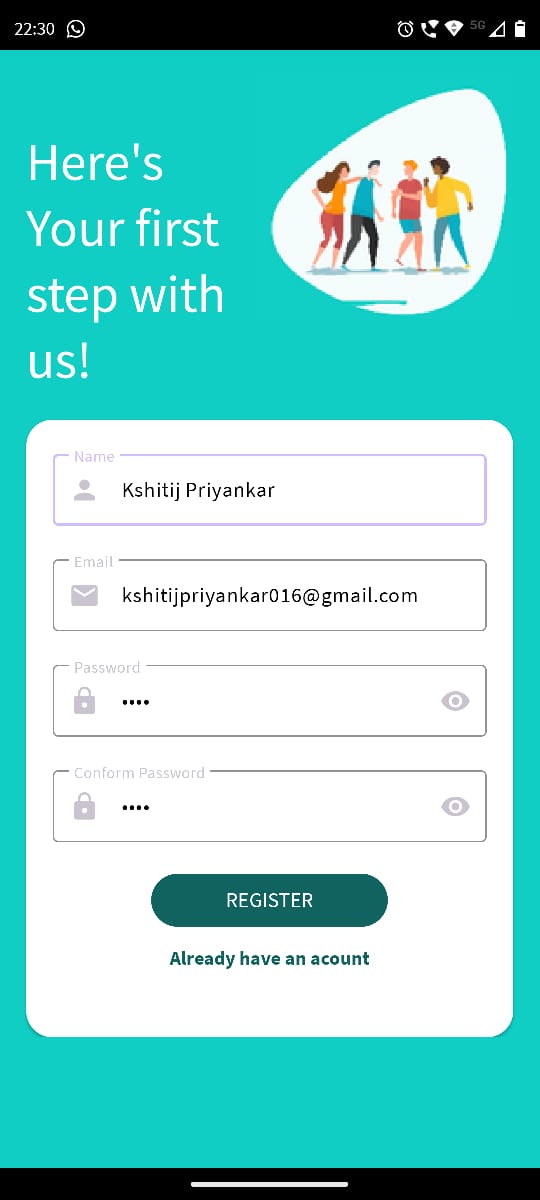 22:30
5G
Here's
Your first
step with
us!
Name
Kshitij Priyankar
Email
kshitijpriyankar016@gmail.com
Password
••••
Conform Password
••••
REGISTER
Already have an acount